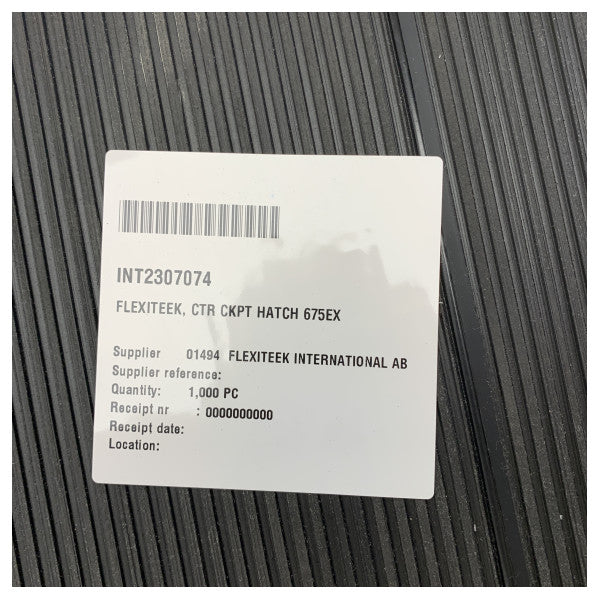 INT2307074
FLEXITEEK, CTR CKPT HATCH 675EX
Supplier 01494 FLEXITEEK INTERNATIONAL AB
Supplier reference:
Quantity: 1,000 PC
Receipt nr : 0000000000
Receipt date:
Location: